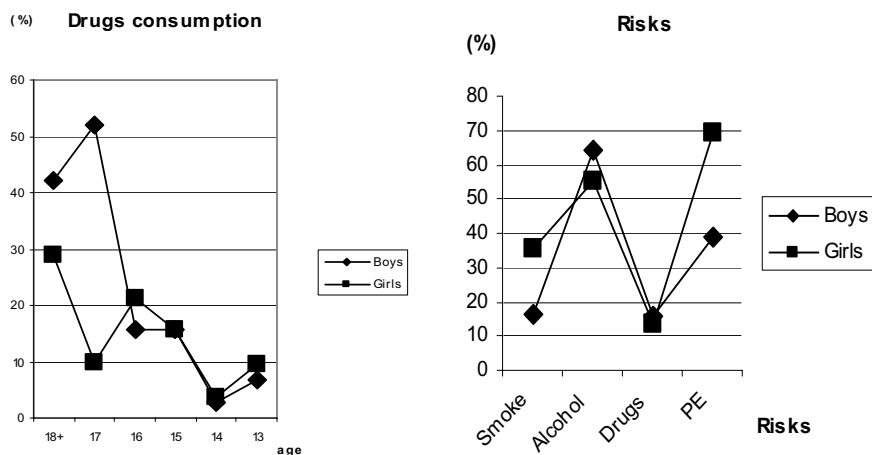 (%) Drugs consumption
60
50
40
30
20
10
0
18+ 17 16 15 14 13
age
Boys
Girls
Risks
(%)
80
70
60
50
40
30
20
10
0
Smoke Alcohol Drugs PE
Risks
Boys
Girls